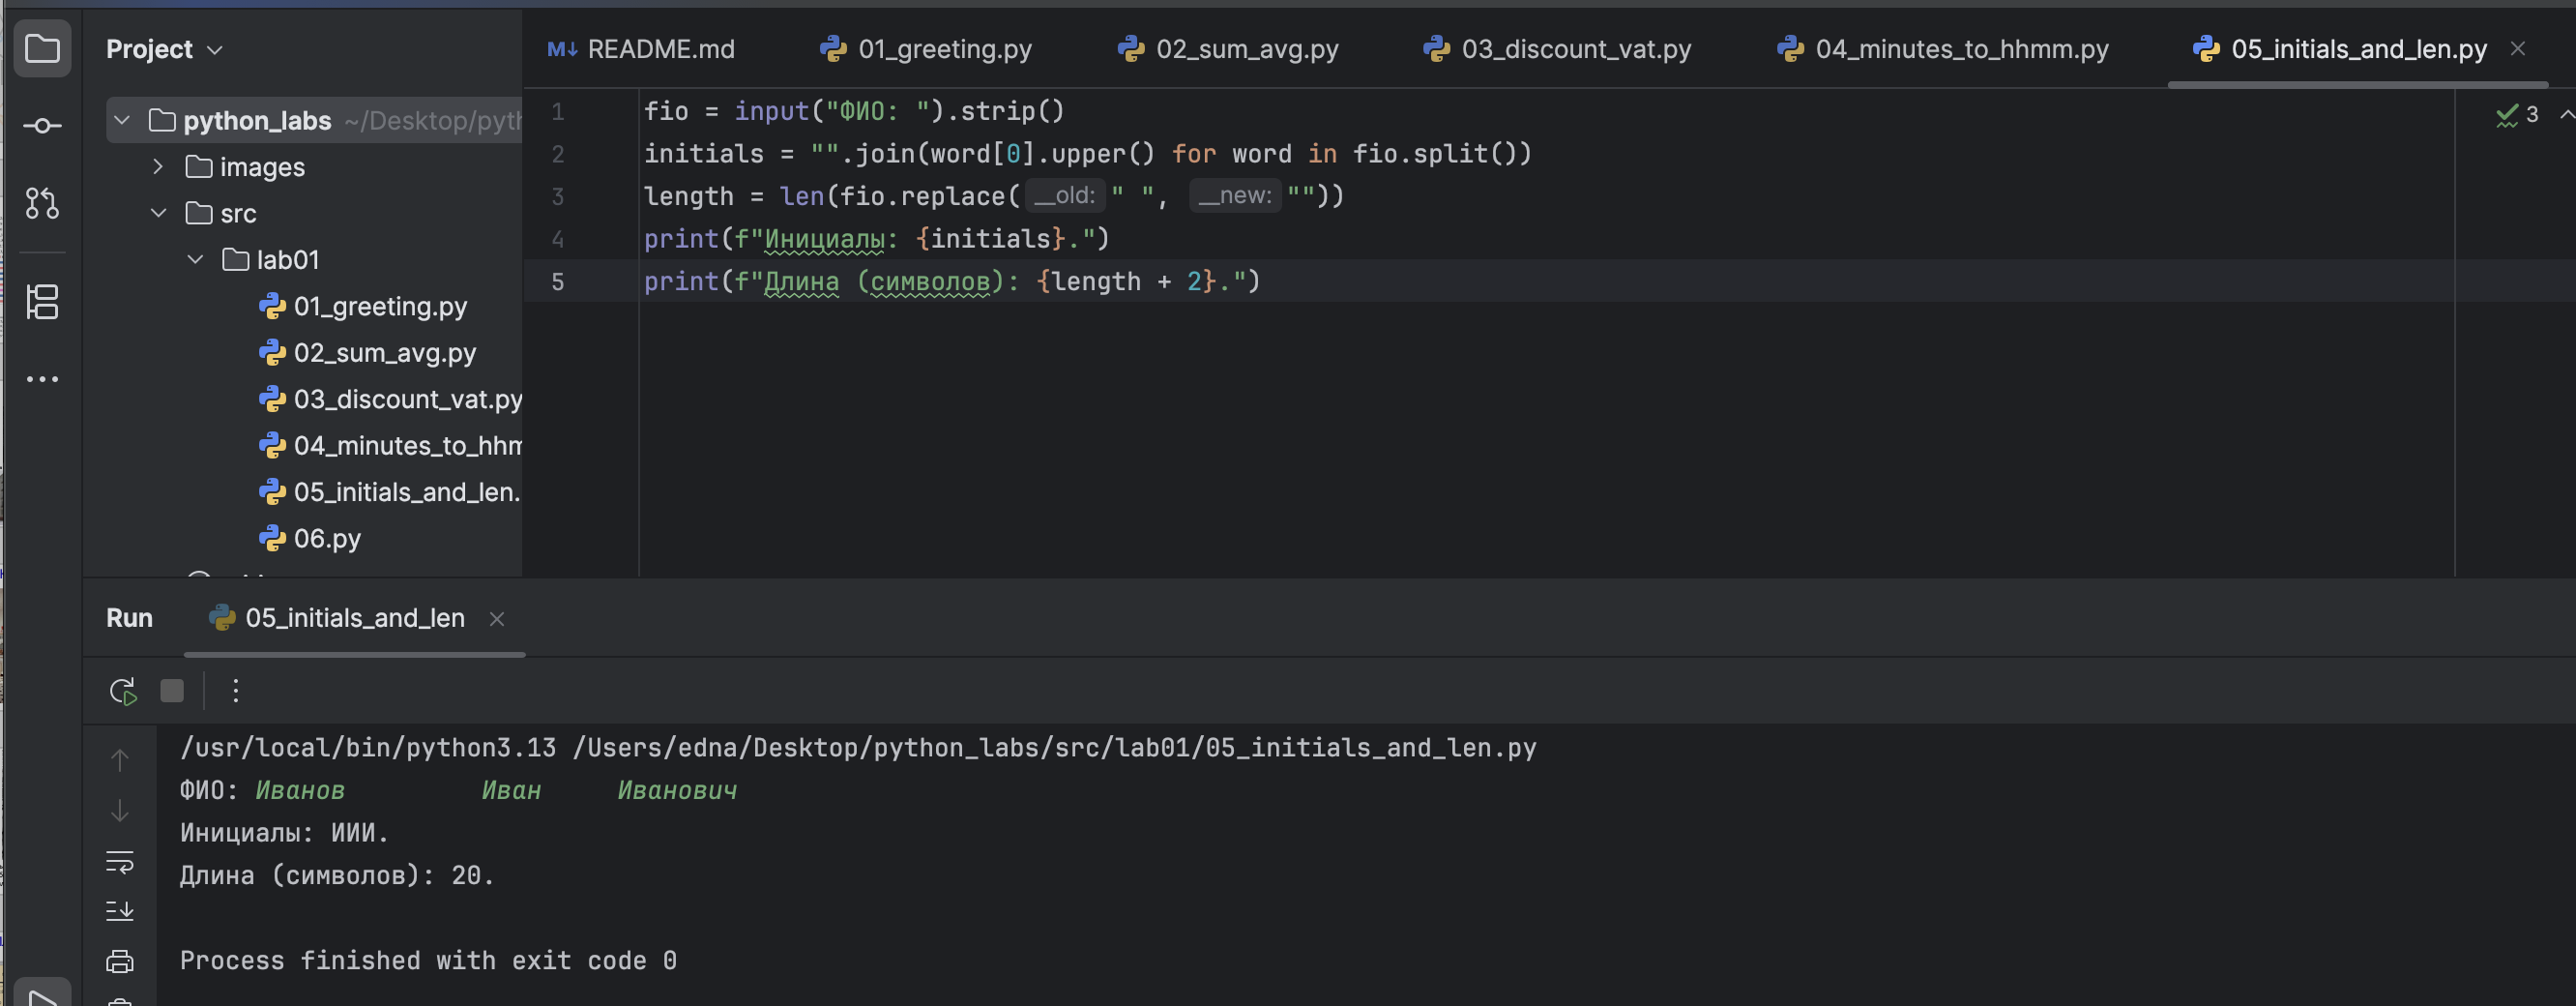 Project
README.md
01_greeting.py
02_sum_avg.py
03_discount_vat.py
04_minutes_to_hhmm.py
05_initials_and_len.py
python_labs ~/Desktop/pyth
images
src
lab01
01_greeting.py
02_sum_avg.py
03_discount_vat.py
04_minutes_to_hhm
05_initials_and_len.
06.py
1 fio = input("ФИО: ").strip()
2 initials = "".join(word[0].upper() for word in fio.split())
3 length = len(fio.replace( __old: " ", __new: ""))
4 print(f"Инициалы: {initials}.")
5 print(f"Длина (символов): {length + 2}.")
3
Run 05_initials_and_len
/usr/local/bin/python3.13 /Users/edna/Desktop/python_labs/src/lab01/05_initials_and_len.py
ФИО: Иванов         Иван     Иванович
Инициалы: ИИИ.
Длина (символов): 20.
Process finished with exit code 0